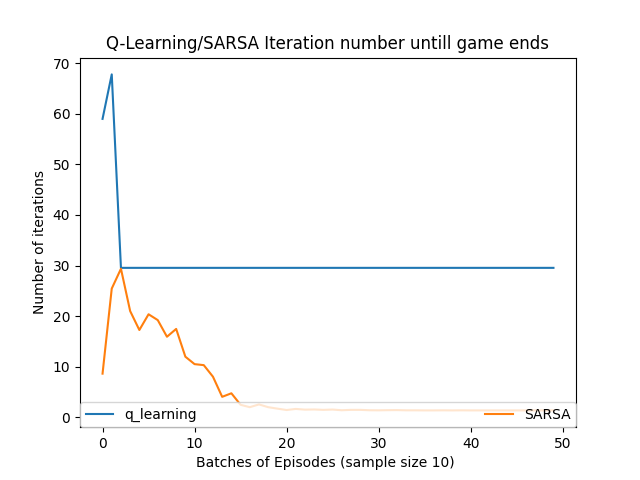 Q-Learning/SARSA Iteration number untill game ends
Number of iterations
70
60
50
40
30
20
10
0
q_learning
SARSA
0 10 20 30 40 50
Batches of Episodes (sample size 10)